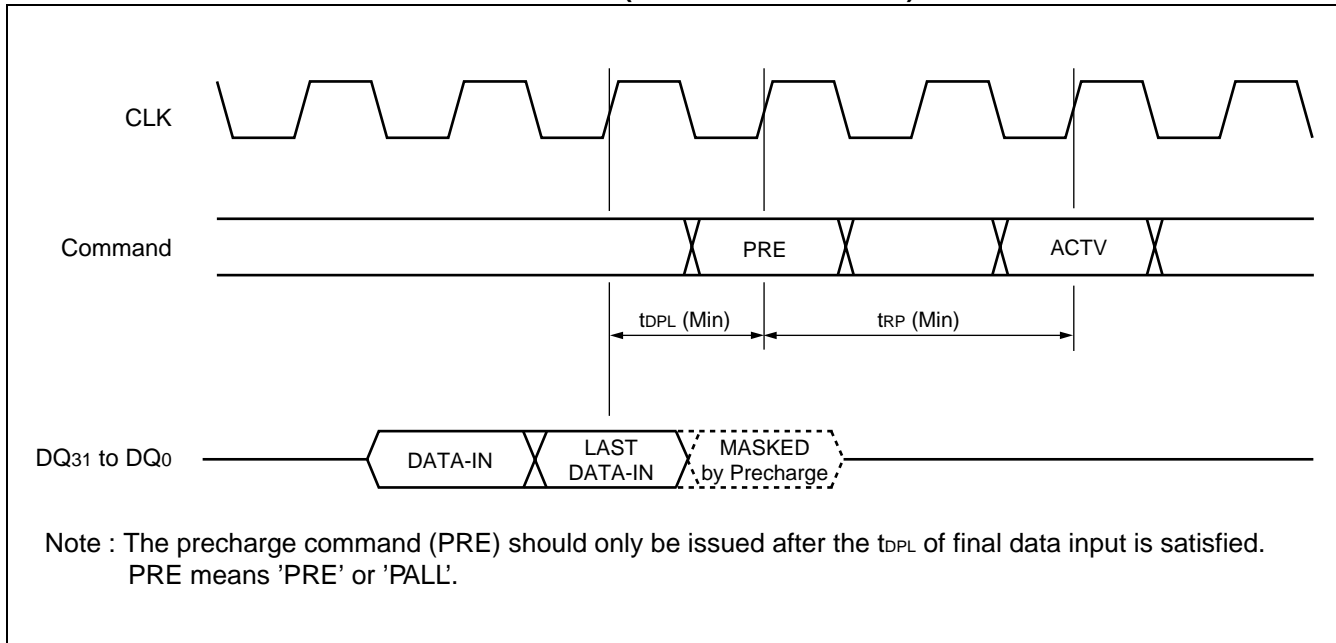 CLK
Command
PRE
ACTV
tDPL (Min)
tRP (Min)
DQ31 to DQ0
DATA-IN
LAST
DATA-IN
MASKED
by Precharge
Note : The precharge command (PRE) should only be issued after the tDPL of final data input is satisfied.
PRE means ’PRE’ or ’PALL’.